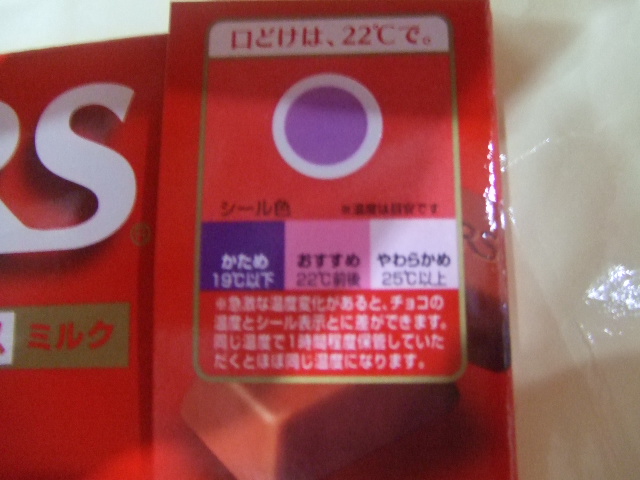 口どけは、22℃で。
RS
®
ミルク
シール色 ※温度は目安です
かため おすすめ やわらかめ
19℃以下 22℃前後 25℃以上
※急激な温度変化があると、チョコの
温度とシール表示とに差ができます。
同じ温度で1時間程度保管していた
だくとほぼ同じ温度になります。